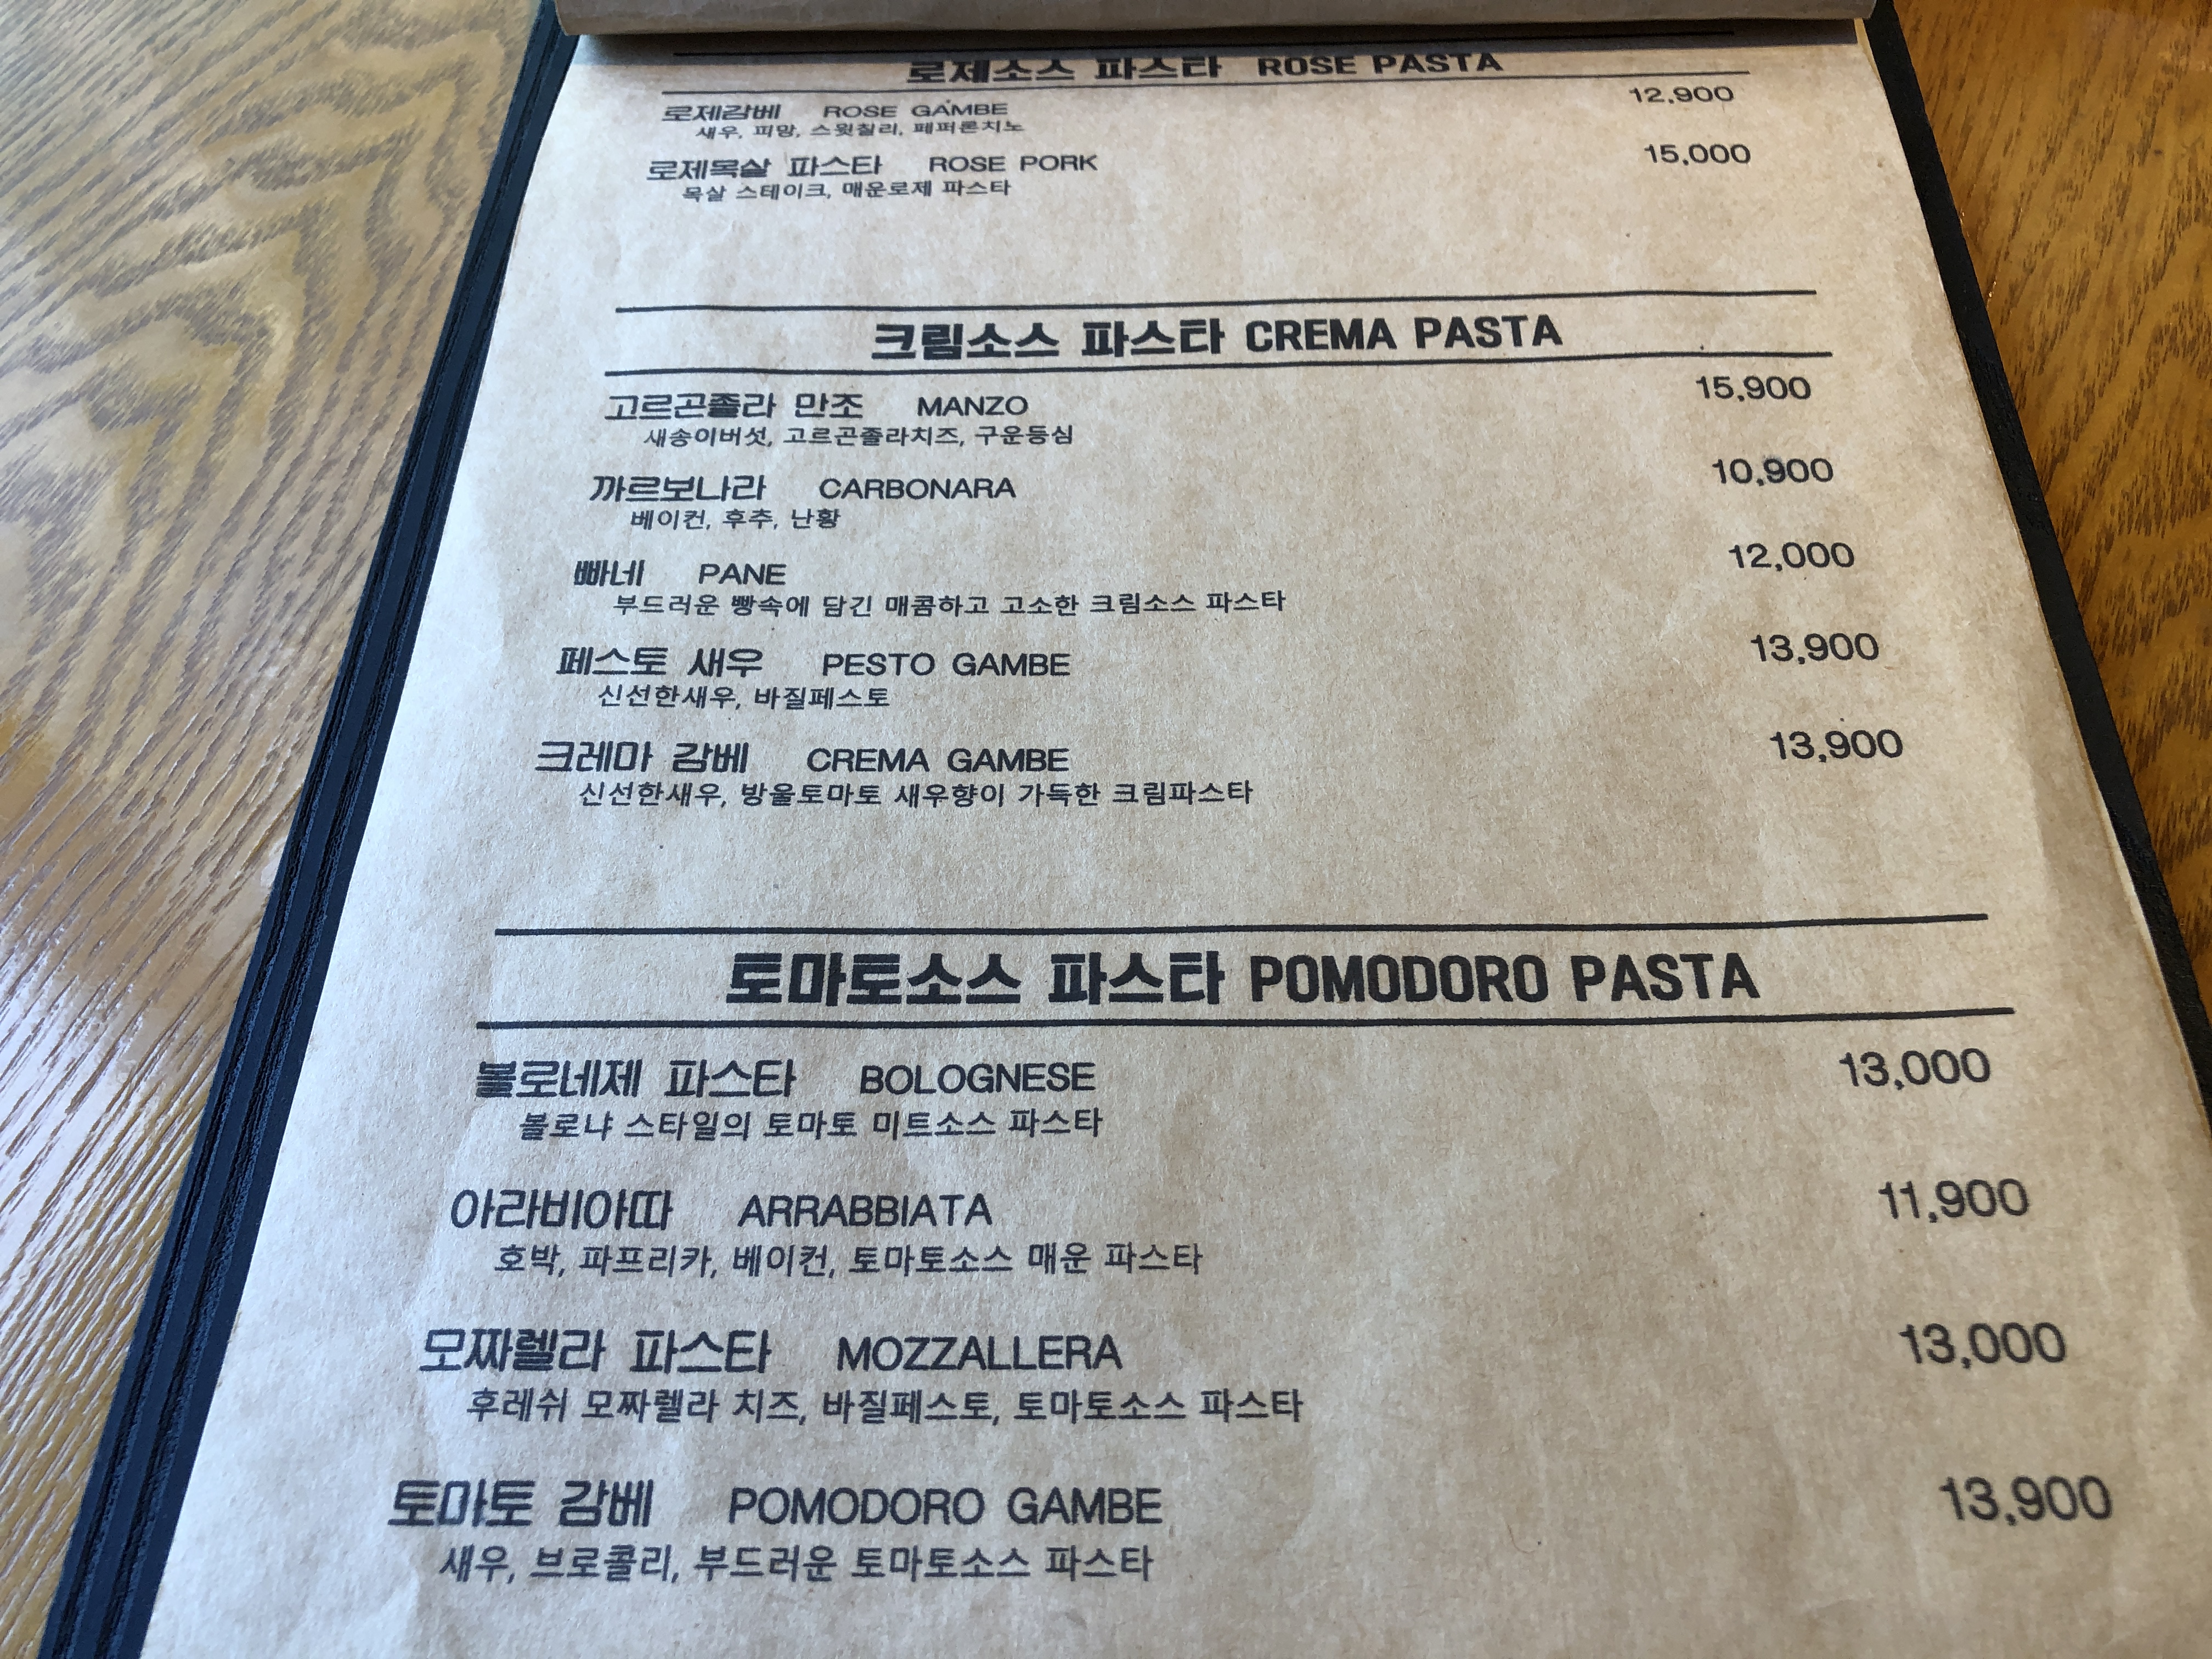 로제소스 파스타 ROSE PASTA
로제감베 ROSE GAMBE 12,900
새우, 피망, 스윗칠리, 페퍼론치노
로제목살 파스타 ROSE PORK 15,000
목살 스테이크, 매운로제 파스타
크림소스 파스타 CREMA PASTA
고르곤졸라 만조 MANZO 15,900
새송이버섯, 고르곤졸라치즈, 구운등심
까르보나라 CARBONARA 10,900
베이컨, 후추, 난황
빠네 PANE 12,000
부드러운 빵속에 담긴 매콤하고 고소한 크림소스 파스타
페스토 새우 PESTO GAMBE 13,900
신선한새우, 바질페스토
크레마 감베 CREMA GAMBE 13,900
신선한새우, 방울토마토 새우향이 가득한 크림파스타
토마토소스 파스타 POMODORO PASTA
볼로네제 파스타 BOLOGNESE 13,000
볼로냐 스타일의 토마토 미트소스 파스타
아라비아따 ARRABBIATA 11,900
호박, 파프리카, 베이컨, 토마토소스 매운 파스타
모짜렐라 파스타 MOZZALLERA 13,000
후레쉬 모짜렐라 치즈, 바질페스토, 토마토소스 파스타
토마토 감베 POMODORO GAMBE 13,900
새우, 브로콜리, 부드러운 토마토소스 파스타